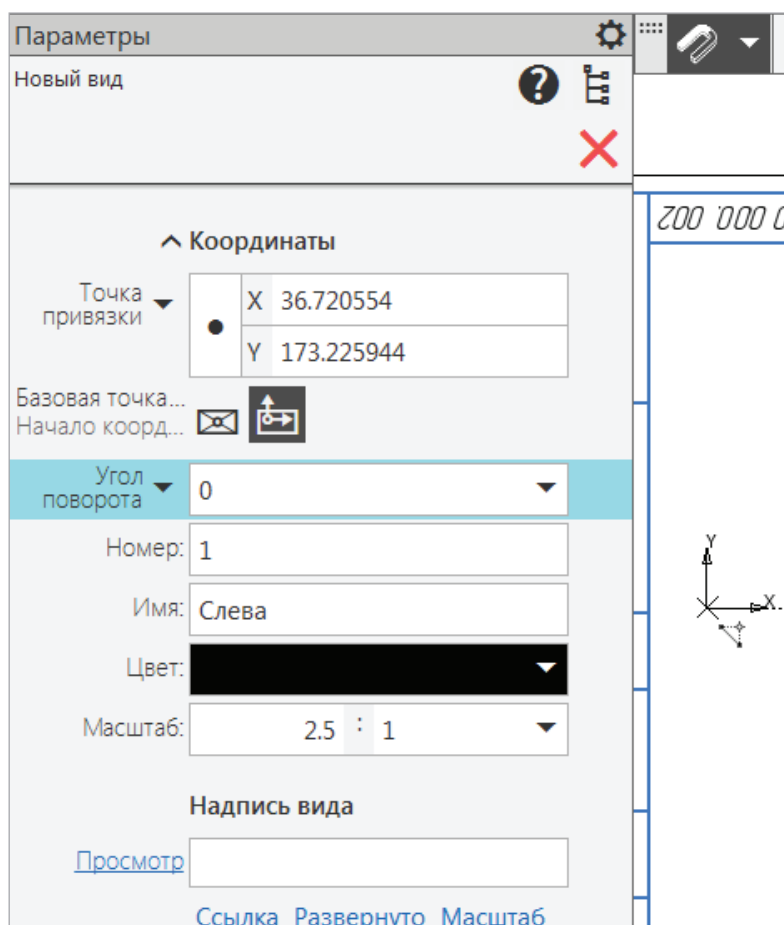 Параметры
Новый вид
Координаты
Точка привязки
X 36.720554
Y 173.225944
Базовая точка...
Начало коорд...
Угол поворота
0
Номер: 1
Имя: Слева
Цвет:
Масштаб: 2.5 : 1
Надпись вида
Просмотр
Ссылка Развернуто Масштаб
Y
X